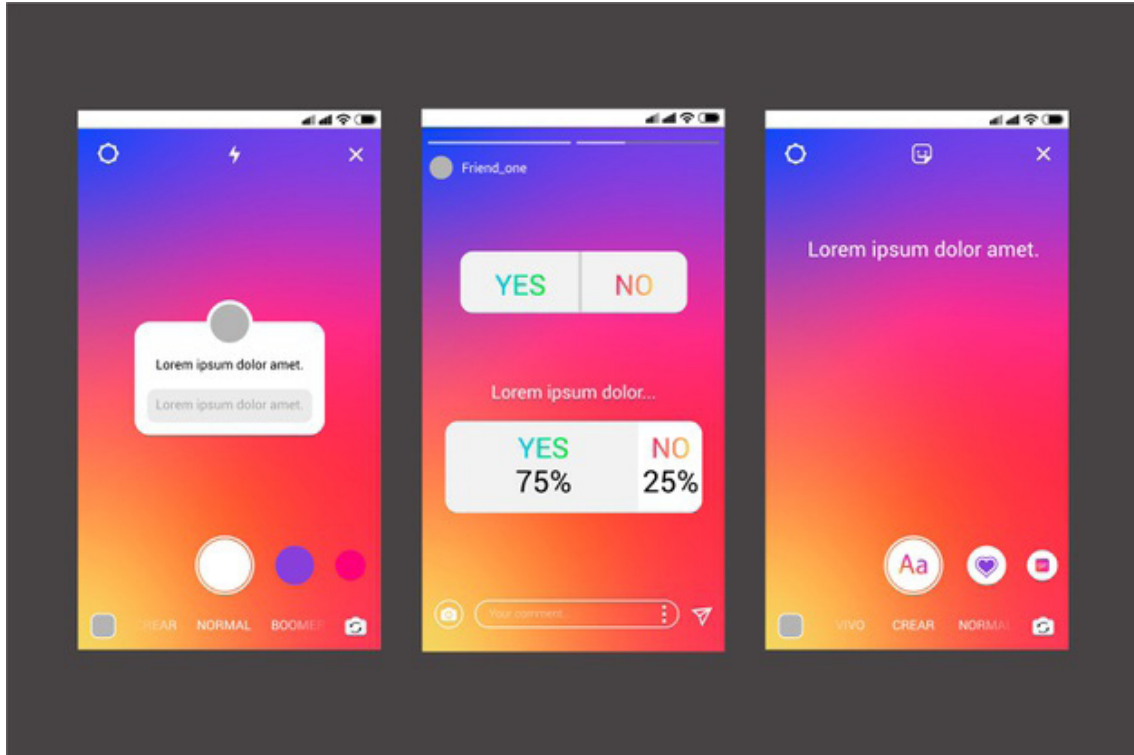 Lorem ipsum dolor amet.
Lorem ipsum dolor amet.
CREAR NORMAL BOOMER
Friend_one
YES NO
Lorem ipsum dolor...
YES NO
75% 25%
Your comment...
Lorem ipsum dolor amet.
Aa
VIVO CREAR NORMAL